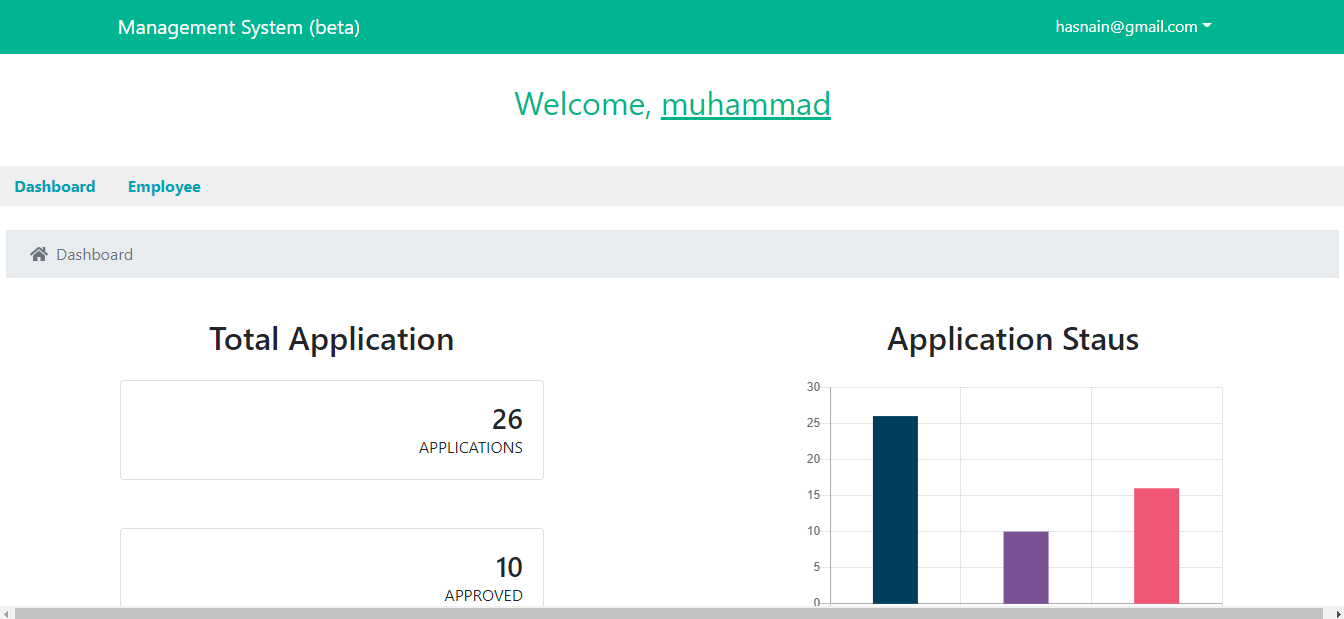 Management System (beta)
hasnain@gmail.com
Welcome, muhammad
Dashboard Employee
Dashboard
Total Application
26
APPLICATIONS
10
APPROVED
Application Staus
30
25
20
15
10
5
0